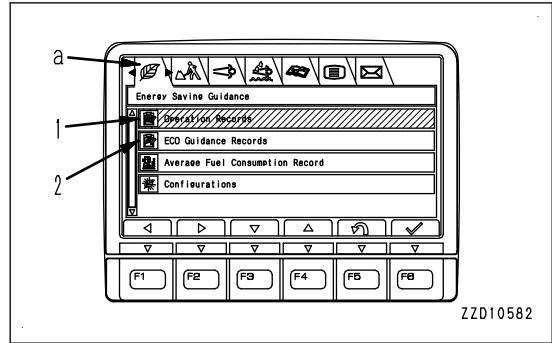 a
Energy Saving Guidance
1
Operation Records
2
ECO Guidance Records
Average Fuel Consumption Record
Configurations
F1 F2 F3 F4 F5 F6
ZZD10582